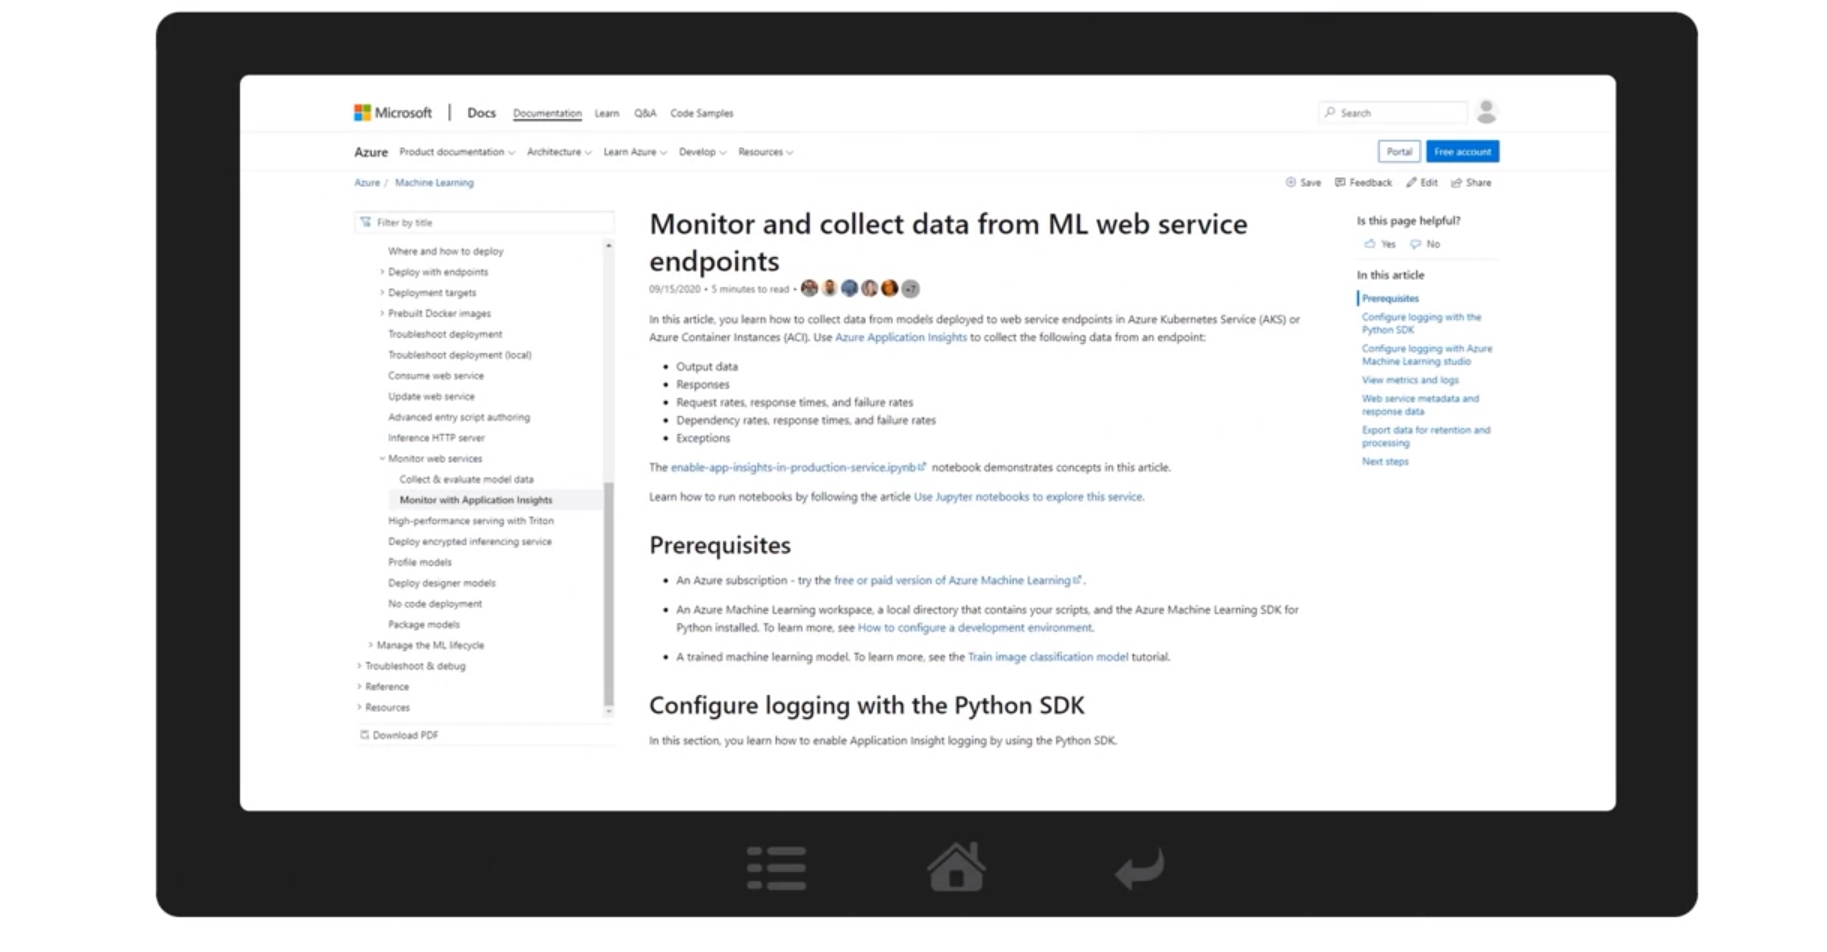 Microsoft | Docs Documentation Learn Q&A Code Samples Search
Azure Product documentation Architecture Learn Azure Develop Resources Portal Free account
Azure / Machine Learning Save Feedback Edit Share
Filter by title
Where and how to deploy
Deploy with endpoints
Deployment targets
Prebuilt Docker images
Troubleshoot deployment
Troubleshoot deployment (local)
Consume web service
Update web service
Advanced entry script authoring
Inference HTTP server
Monitor web services
Collect & evaluate model data
Monitor with Application Insights
High-performance serving with Triton
Deploy encrypted inferencing service
Profile models
Deploy designer models
No code deployment
Package models
Manage the ML lifecycle
Troubleshoot & debug
Reference
Resources
Download PDF
Monitor and collect data from ML web service
endpoints
09/15/2020 • 5 minutes to read • +7
In this article, you learn how to collect data from models deployed to web service endpoints in Azure Kubernetes Service (AKS) or
Azure Container Instances (ACI). Use Azure Application Insights to collect the following data from an endpoint:
• Output data
• Responses
• Request rates, response times, and failure rates
• Dependency rates, response times, and failure rates
• Exceptions
The enable-app-insights-in-production-service.ipynb notebook demonstrates concepts in this article.
Learn how to run notebooks by following the article Use Jupyter notebooks to explore this service.
Prerequisites
• An Azure subscription - try the free or paid version of Azure Machine Learning.
• An Azure Machine Learning workspace, a local directory that contains your scripts, and the Azure Machine Learning SDK for
Python installed. To learn more, see How to configure a development environment.
• A trained machine learning model. To learn more, see the Train image classification model tutorial.
Configure logging with the Python SDK
In this section, you learn how to enable Application Insight logging by using the Python SDK.
Is this page helpful?
Yes No
In this article
Prerequisites
Configure logging with the
Python SDK
Configure logging with Azure
Machine Learning studio
View metrics and logs
Web service metadata and
response data
Export data for retention and
processing
Next steps